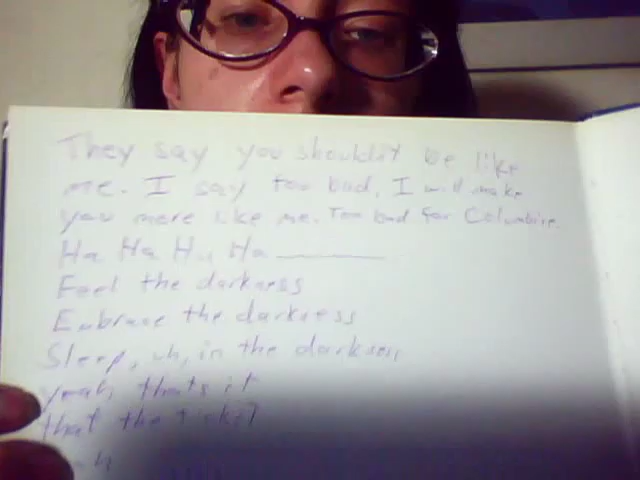 They say you shouldn't be like
me. I say too bad, I will make
you more like me. Too bad for Columbine.
Ha Ha Ha Ha
Feel the darkness
Embrace the darkness
Sleep, uh, in the darkness
yeah, thats it
that the ticket